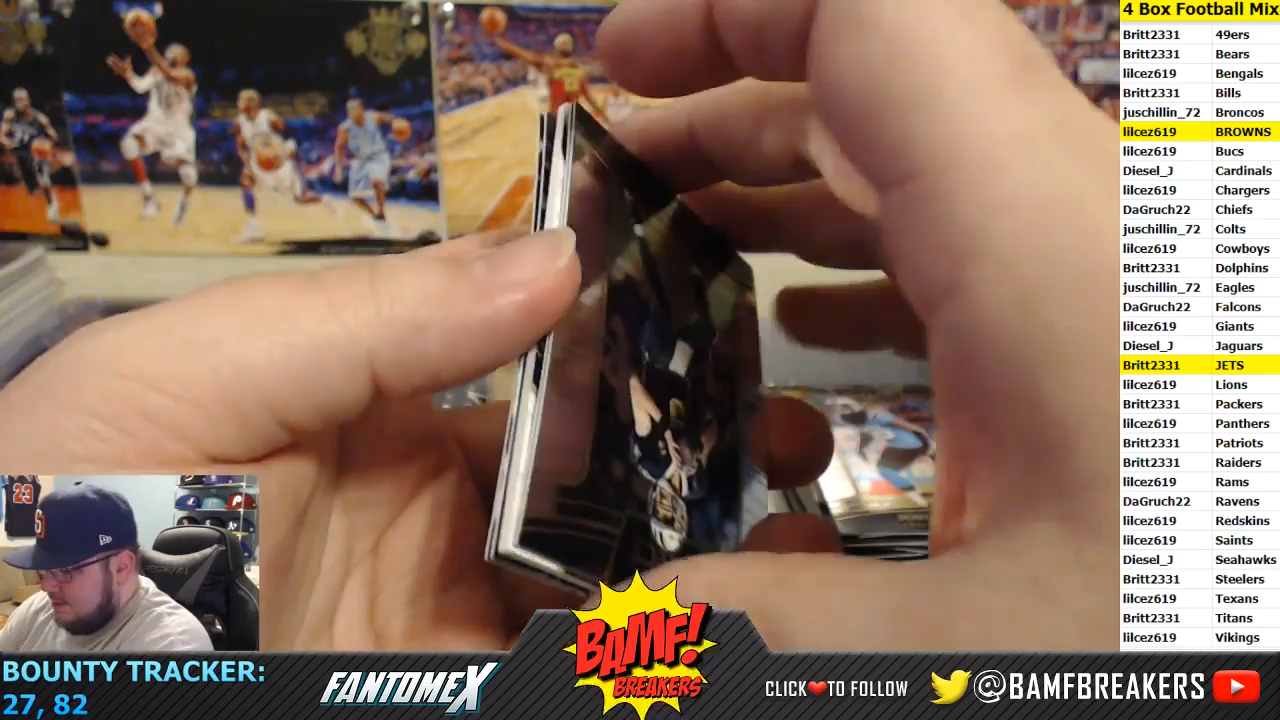 4 Box Football Mix
Britt2331 49ers
Britt2331 Bears
lilcez619 Bengals
Britt2331 Bills
juschillin_72 Broncos
lilcez619 BROWNS
lilcez619 Bucs
Diesel_J Cardinals
lilcez619 Chargers
DaGruch22 Chiefs
juschillin_72 Colts
lilcez619 Cowboys
Britt2331 Dolphins
juschillin_72 Eagles
DaGruch22 Falcons
lilcez619 Giants
Diesel_J Jaguars
Britt2331 JETS
lilcez619 Lions
Britt2331 Packers
lilcez619 Panthers
Britt2331 Patriots
Britt2331 Raiders
lilcez619 Rams
DaGruch22 Ravens
lilcez619 Redskins
lilcez619 Saints
Diesel_J Seahawks
Britt2331 Steelers
lilcez619 Texans
Britt2331 Titans
lilcez619 Vikings
23
BOUNTY TRACKER:
27, 82
FANTOMEX
BAMF!
BREAKERS
CLICK TO FOLLOW
@BAMFBREAKERS